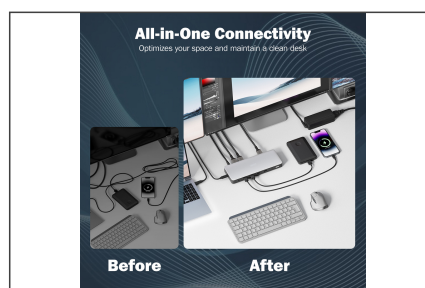 All-in-One Connectivity
Optimizes your space and maintain a clean desk
Before
After